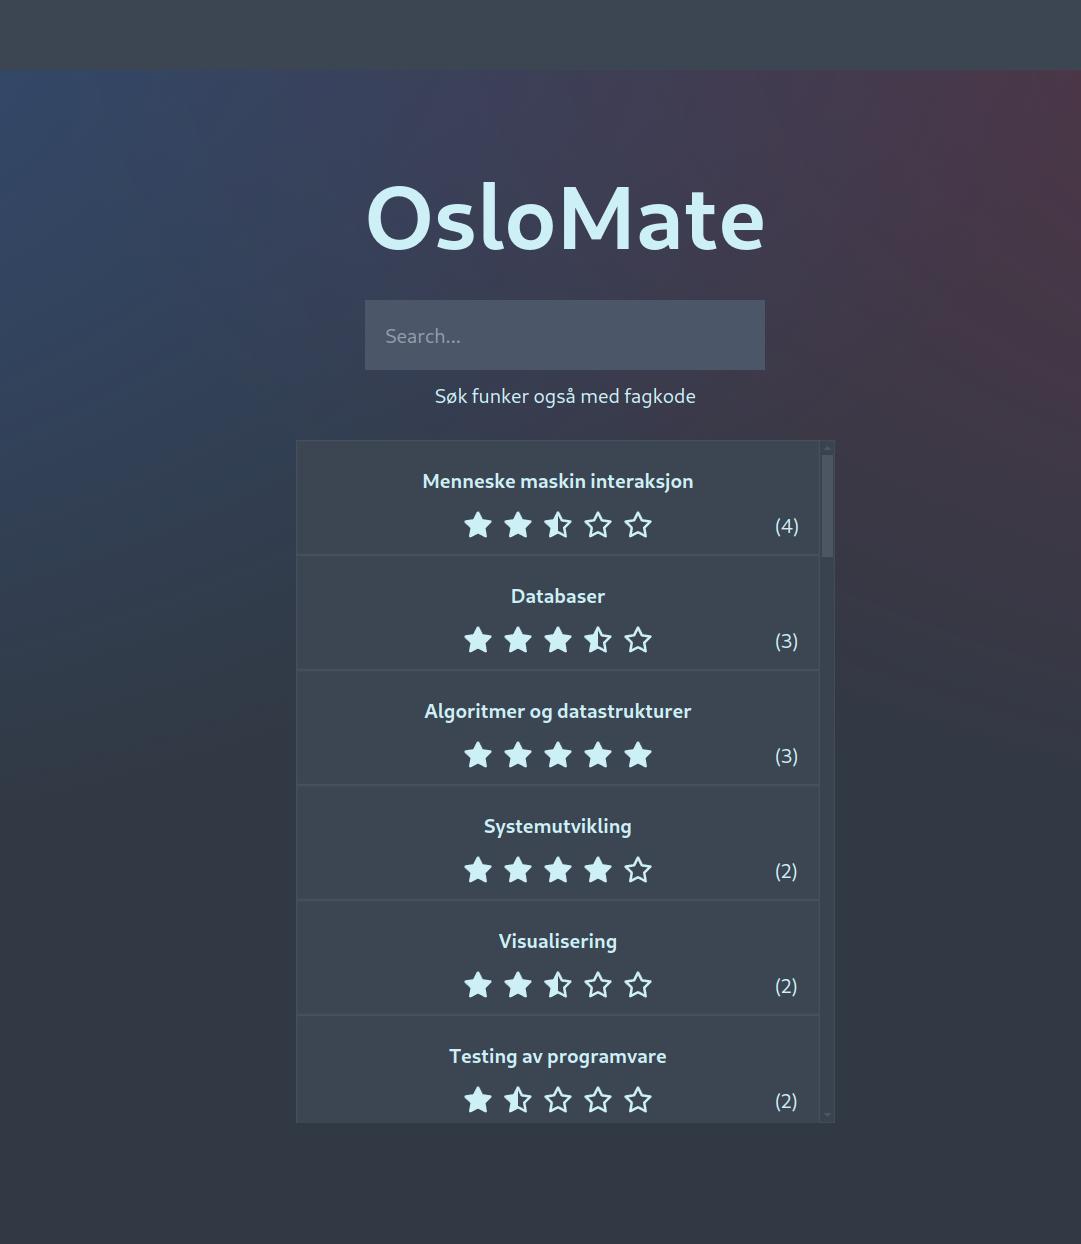 OsloMate
Search...
Søk funker også med fagkode
Menneske maskin interaksjon
(4)
Databaser
(3)
Algoritmer og datastrukturer
(3)
Systemutvikling
(2)
Visualisering
(2)
Testing av programvare
(2)